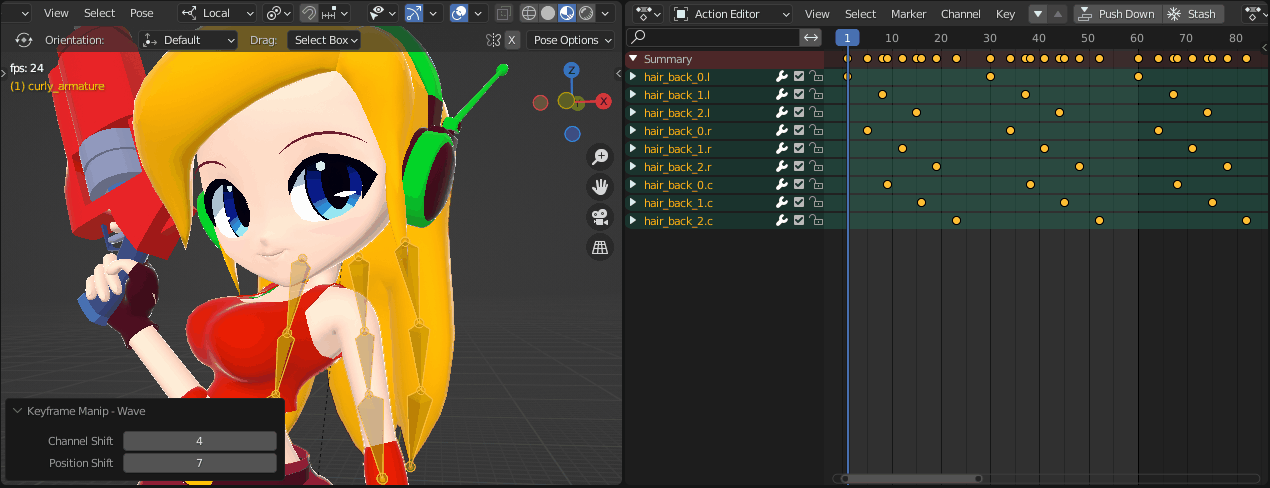 View Select Pose Local
Orientation: Default Drag: Select Box X Pose Options
fps: 24
(1) curly_armature
Z
X
Keyframe Manip - Wave
Channel Shift 4
Position Shift 7
Action Editor View Select Marker Channel Key Push Down Stash
1 10 20 30 40 50 60 70 80
Summary
hair_back_0.l
hair_back_1.l
hair_back_2.l
hair_back_0.r
hair_back_1.r
hair_back_2.r
hair_back_0.c
hair_back_1.c
hair_back_2.c